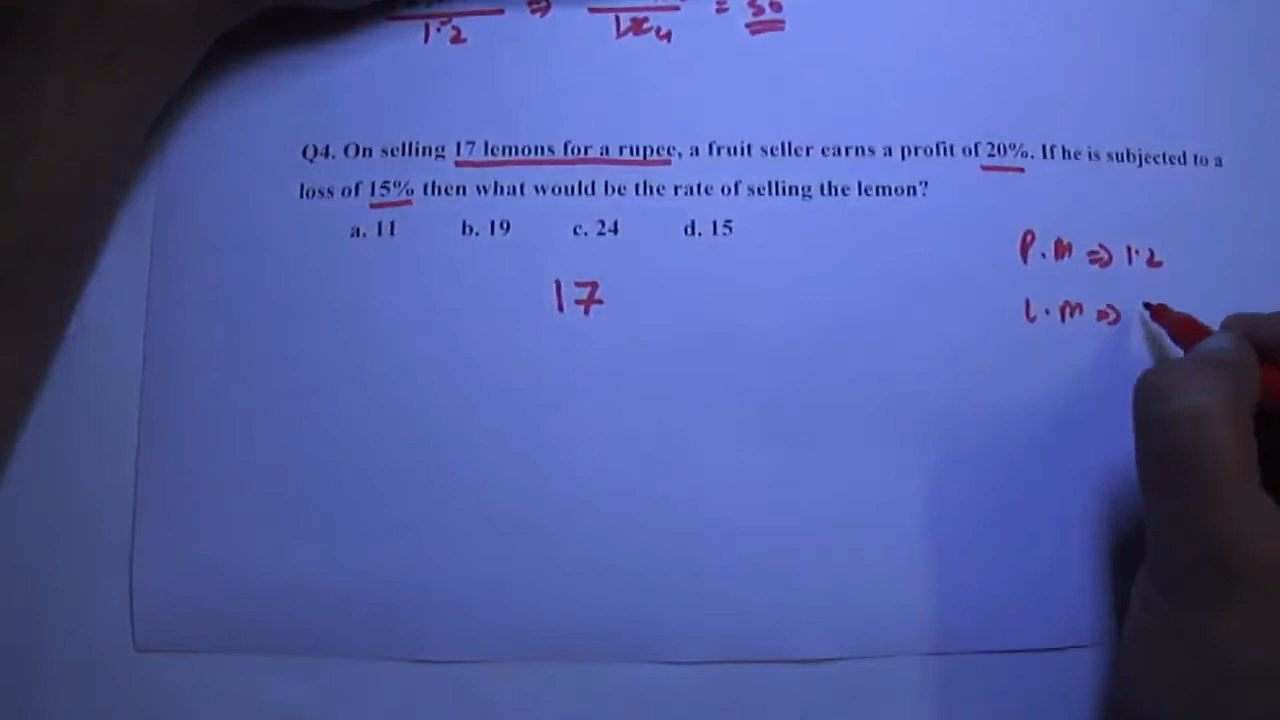 1.2 ⇒ 1×4 = 50
Q4. On selling 17 lemons for a rupee, a fruit seller earns a profit of 20%. If he is subjected to a
loss of 15% then what would be the rate of selling the lemon?
a. 11 b. 19 c. 24 d. 15
P.M ⇒ 1.2
17
L.M ⇒